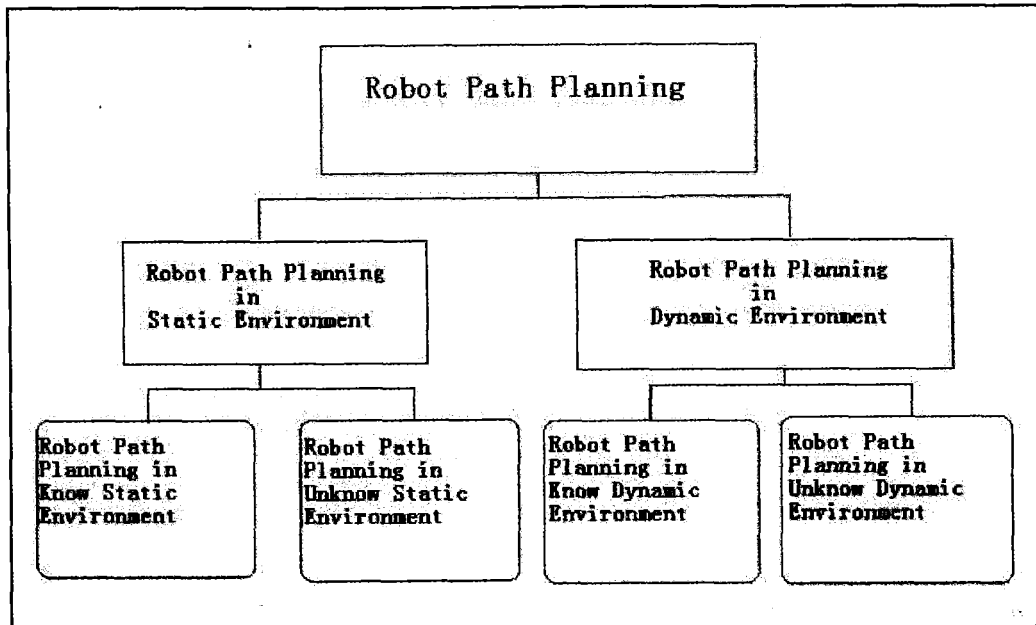 Robot Path Planning
Robot Path Planning
in
Static Environment
Robot Path Planning
in
Dynamic Environment
Robot Path
Planning in
Know Static
Environment
Robot Path
Planning in
Unknow Static
Environment
Robot Path
Planning in
Know Dynamic
Environment
Robot Path
Planning in
Unknow Dynamic
Environment